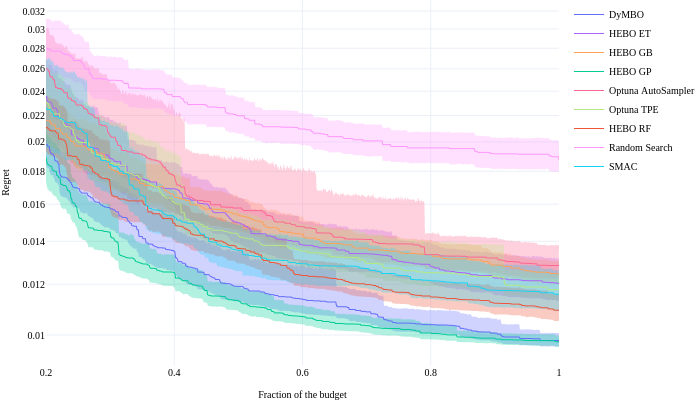 0.032
0.03
0.028
0.026
0.024
0.022
0.02
0.018
0.016
0.014
0.012
0.01
Regret
0.2
0.4
0.6
0.8
1
Fraction of the budget
DyMBO
HEBO ET
HEBO GB
HEBO GP
Optuna AutoSampler
Optuna TPE
HEBO RF
Random Search
SMAC